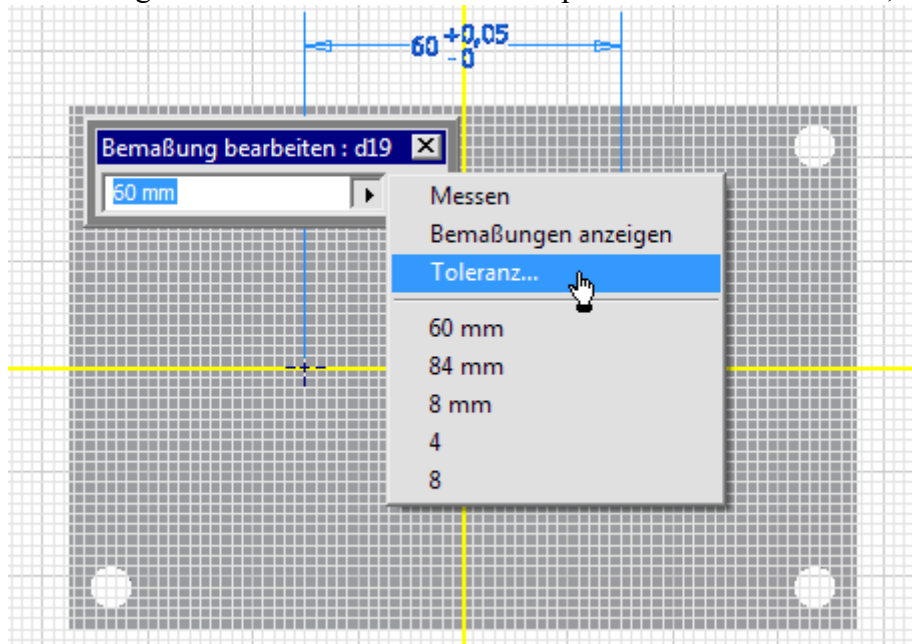 60 +0,05
- 0
Bemaßung bearbeiten : d19
60 mm
Messen
Bemaßungen anzeigen
Toleranz...
60 mm
84 mm
8 mm
4
8